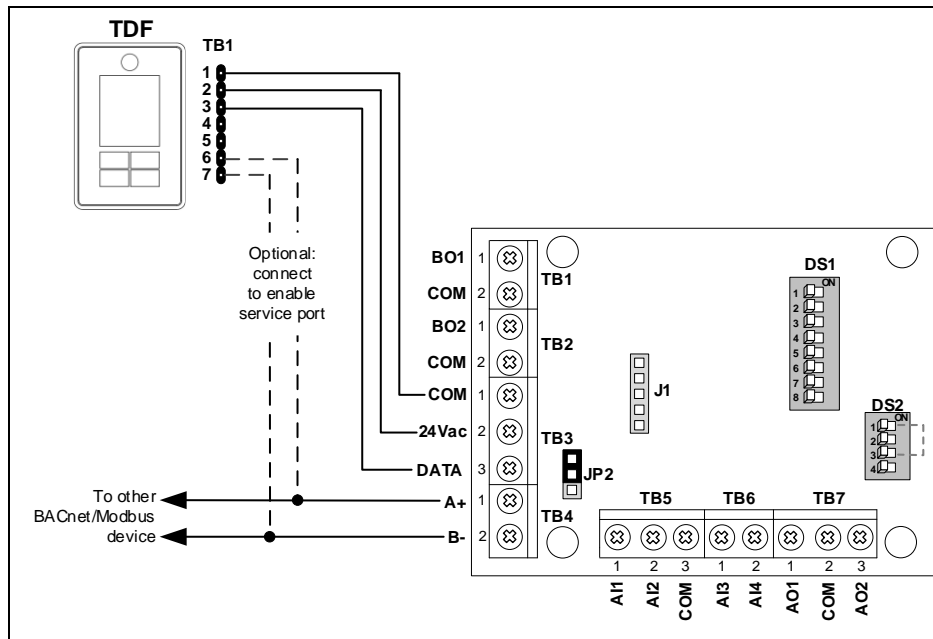 TDF
TB1
1
2
3
4
5
6
7
Optional:
connect
to enable
service port
BO1 1
COM 2
TB1
BO2 1
COM 2
TB2
COM 1
24Vac 2
DATA 3
TB3
JP2
A+ 1
B- 2
TB4
To other
BACnet/Modbus
device
J1
DS1
ON
1
2
3
4
5
6
7
8
DS2
ON
1
2
3
4
TB5 TB6 TB7
1 2 3 1 2 1 2 3
AI1 AI2 COM AI3 AI4 AO1 COM AO2